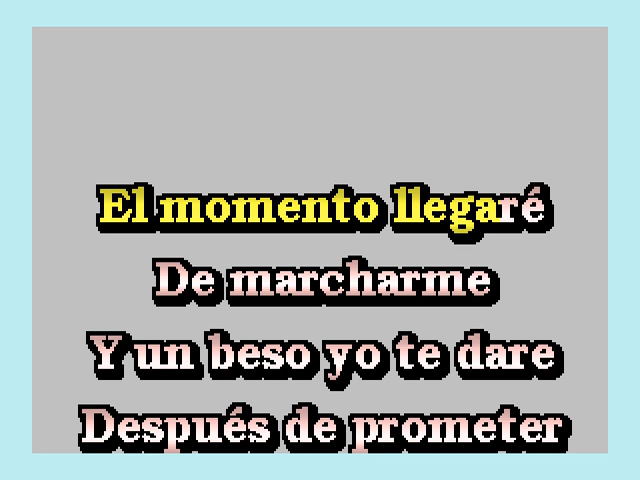 El momento llegaré
De marcharme
Y un beso yo te dare
Después de prometer